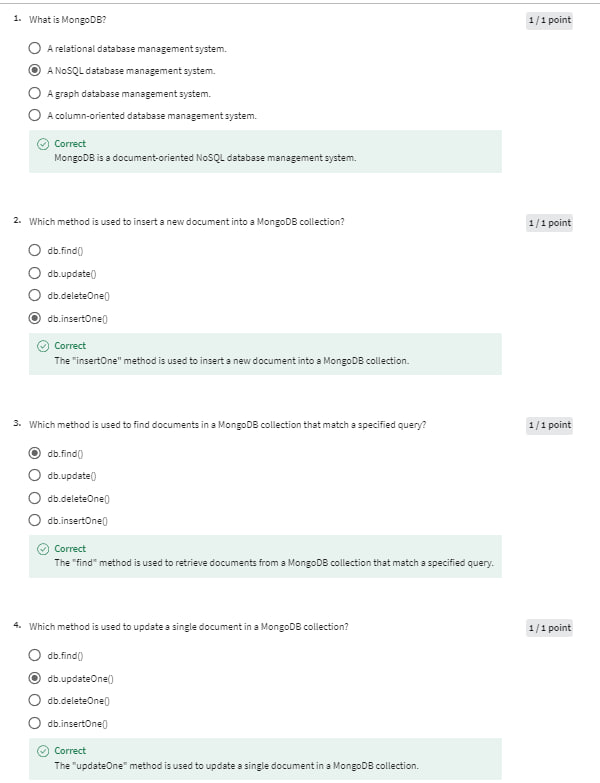 1. What is MongoDB? 1 / 1 point
A relational database management system.
A NoSQL database management system.
A graph database management system.
A column-oriented database management system.
Correct
MongoDB is a document-oriented NoSQL database management system.
2. Which method is used to insert a new document into a MongoDB collection? 1 / 1 point
db.find()
db.update()
db.deleteOne()
db.insertOne()
Correct
The "insertOne" method is used to insert a new document into a MongoDB collection.
3. Which method is used to find documents in a MongoDB collection that match a specified query? 1 / 1 point
db.find()
db.update()
db.deleteOne()
db.insertOne()
Correct
The "find" method is used to retrieve documents from a MongoDB collection that match a specified query.
4. Which method is used to update a single document in a MongoDB collection? 1 / 1 point
db.find()
db.updateOne()
db.deleteOne()
db.insertOne()
Correct
The "updateOne" method is used to update a single document in a MongoDB collection.